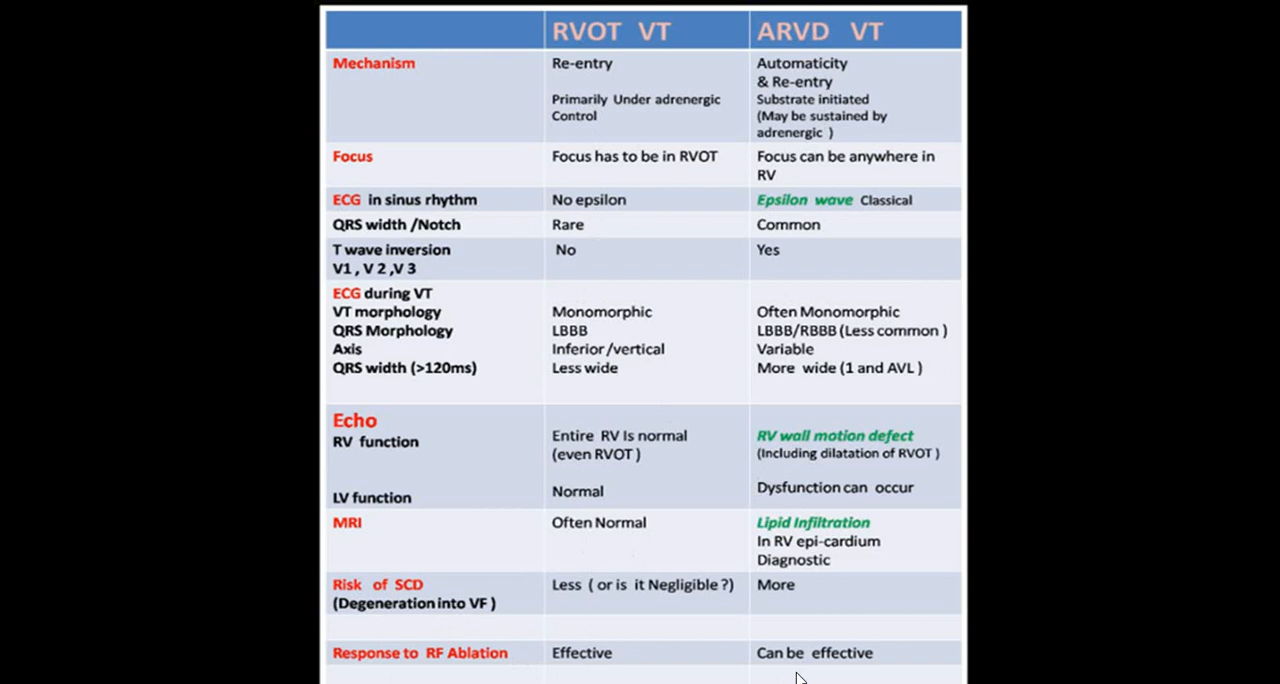 RVOT VT ARVD VT
Mechanism Re-entry Automaticity
& Re-entry
Primarily Under adrenergic Substrate initiated
Control (May be sustained by
adrenergic )
Focus Focus has to be in RVOT Focus can be anywhere in
RV
ECG in sinus rhythm No epsilon Epsilon wave Classical
QRS width /Notch Rare Common
T wave inversion No Yes
V1 , V 2 ,V 3
ECG during VT
VT morphology Monomorphic Often Monomorphic
QRS Morphology LBBB LBBB/RBBB (Less common )
Axis Inferior /vertical Variable
QRS width (>120ms) Less wide More wide (1 and AVL )
Echo
RV function Entire RV Is normal RV wall motion defect
(even RVOT ) (Including dilatation of RVOT )
LV function Normal Dysfunction can occur
MRI Often Normal Lipid Infiltration
In RV epi-cardium
Diagnostic
Risk of SCD Less ( or is it Negligible ?) More
(Degeneration into VF )
Response to RF Ablation Effective Can be effective